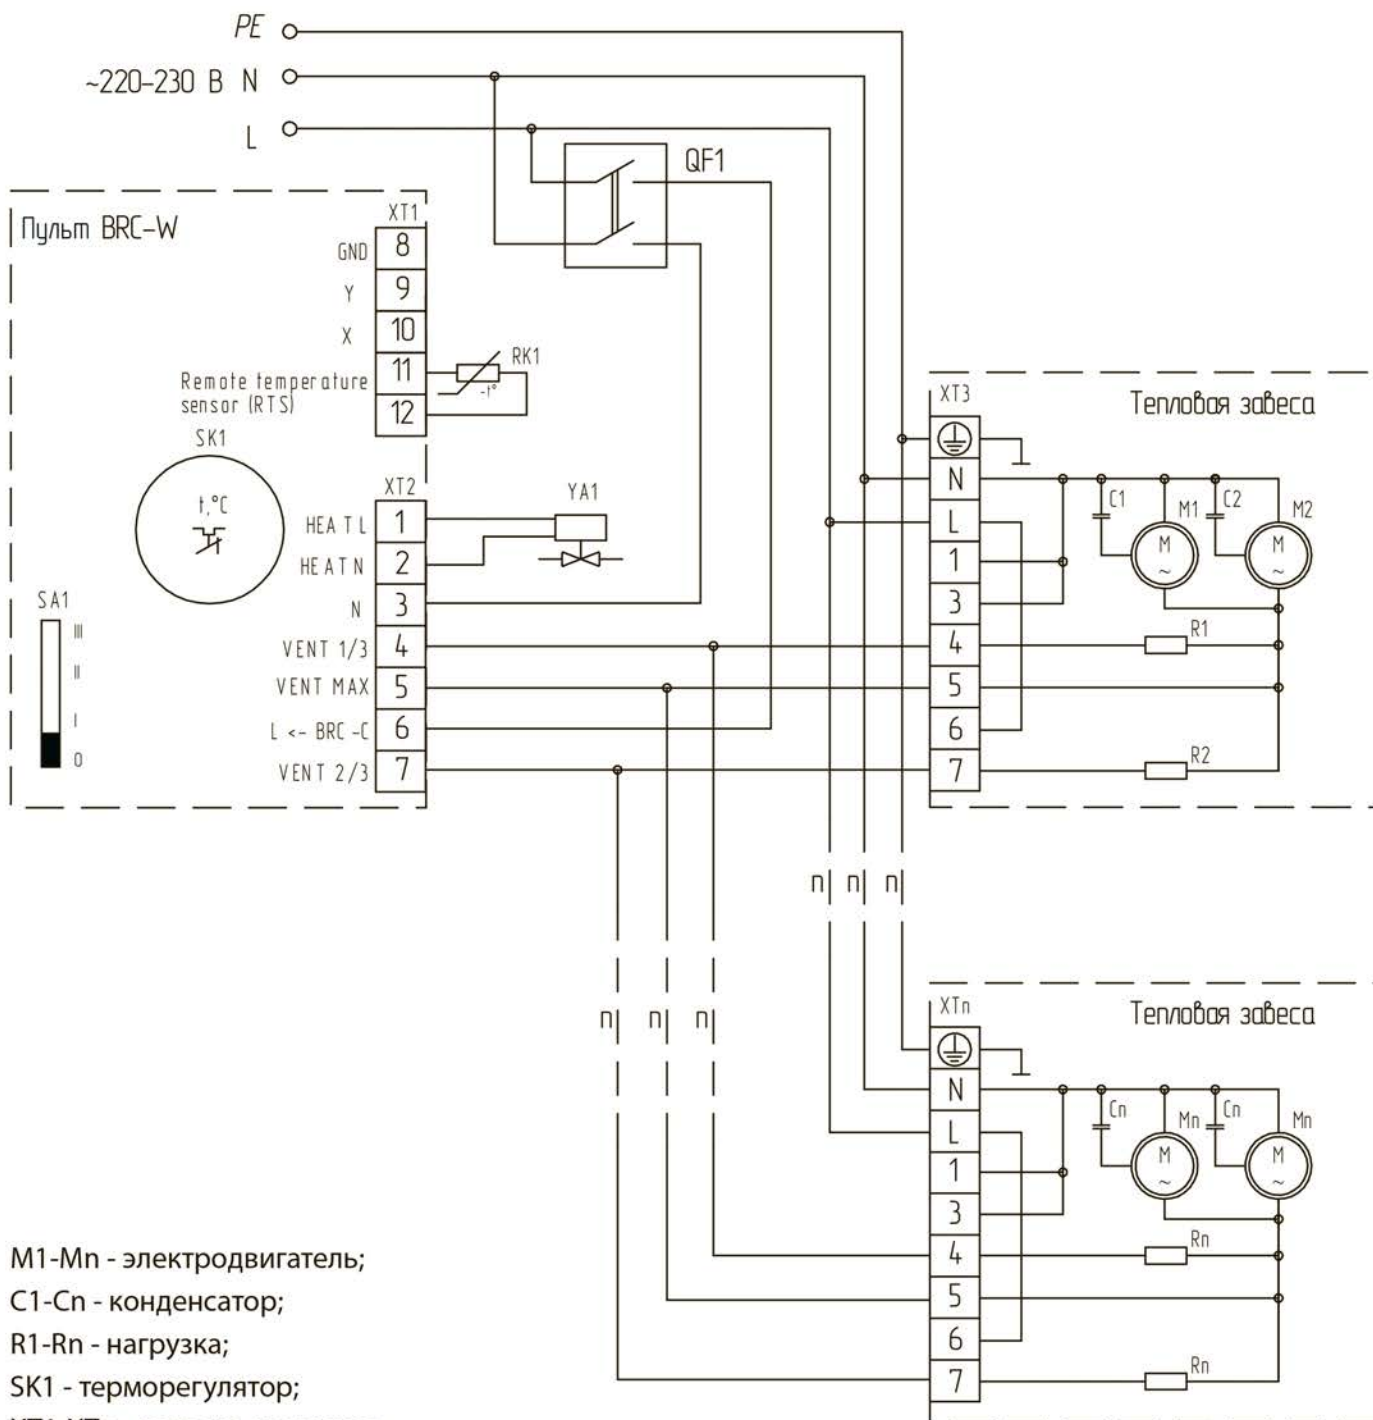 PE
~220-230 В N
L
QF1
Пульт BRC-W
XT1
GND 8
Y 9
X 10
Remote temperature
sensor (RTS)
11
12
RK1
-t°
SK1
t,°C
XT2
HEAT L 1
HEAT N 2
N 3
VENT 1/3 4
VENT MAX 5
L <- BRC -C 6
VENT 2/3 7
YA1
SA1
III
II
I
0
XT3
Тепловая завеса
N
L
1
3
4
5
6
7
C1
M1
C2
M2
M
~
M
~
R1
R2
n n n
n n n
XTn
Тепловая завеса
N
L
1
3
4
5
6
7
Cn
Mn
Cn
Mn
M
~
M
~
Rn
Rn
M1-Mn - электродвигатель;
C1-Cn - конденсатор;
R1-Rn - нагрузка;
SK1 - терморегулятор;